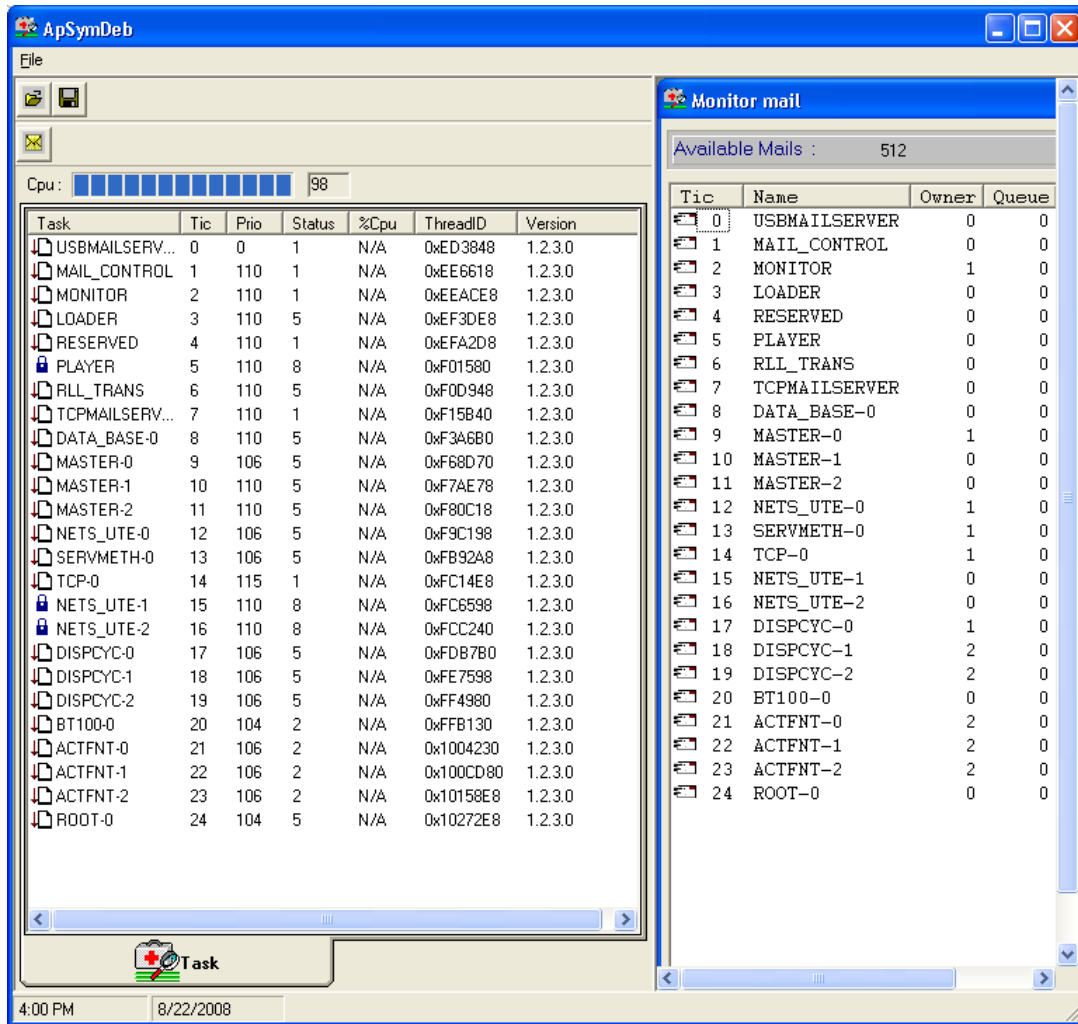 ApSymDeb
File
Cpu : 98
Task Tic Prio Status %Cpu ThreadID Version
USBMAILSERV... 0 0 1 N/A 0xED3848 1.2.3.0
MAIL_CONTROL 1 110 1 N/A 0xEE6618 1.2.3.0
MONITOR 2 110 1 N/A 0xEEACE8 1.2.3.0
LOADER 3 110 5 N/A 0xEF3DE8 1.2.3.0
RESERVED 4 110 1 N/A 0xEFA2D8 1.2.3.0
PLAYER 5 110 8 N/A 0xF01580 1.2.3.0
RLL_TRANS 6 110 5 N/A 0xF0D948 1.2.3.0
TCPMAILSERV... 7 110 1 N/A 0xF15B40 1.2.3.0
DATA_BASE-0 8 110 5 N/A 0xF3A6B0 1.2.3.0
MASTER-0 9 106 5 N/A 0xF68D70 1.2.3.0
MASTER-1 10 110 5 N/A 0xF7AE78 1.2.3.0
MASTER-2 11 110 5 N/A 0xF80C18 1.2.3.0
NETS_UTE-0 12 106 5 N/A 0xF9C198 1.2.3.0
SERVMETH-0 13 106 5 N/A 0xFB92A8 1.2.3.0
TCP-0 14 115 1 N/A 0xFC14E8 1.2.3.0
NETS_UTE-1 15 110 8 N/A 0xFC6598 1.2.3.0
NETS_UTE-2 16 110 8 N/A 0xFCC240 1.2.3.0
DISPCYC-0 17 106 5 N/A 0xFDB7B0 1.2.3.0
DISPCYC-1 18 106 5 N/A 0xFE7598 1.2.3.0
DISPCYC-2 19 106 5 N/A 0xFF4980 1.2.3.0
BT100-0 20 104 2 N/A 0xFFB130 1.2.3.0
ACTFNT-0 21 106 2 N/A 0x1004230 1.2.3.0
ACTFNT-1 22 106 2 N/A 0x100CD80 1.2.3.0
ACTFNT-2 23 106 2 N/A 0x10158E8 1.2.3.0
ROOT-0 24 104 5 N/A 0x10272E8 1.2.3.0
Task
Monitor mail
Available Mails : 512
Tic Name Owner Queue
0 USBMAILSERVER 0 0
1 MAIL_CONTROL 0 0
2 MONITOR 1 0
3 LOADER 0 0
4 RESERVED 0 0
5 PLAYER 0 0
6 RLL_TRANS 0 0
7 TCPMAILSERVER 0 0
8 DATA_BASE-0 0 0
9 MASTER-0 1 0
10 MASTER-1 0 0
11 MASTER-2 0 0
12 NETS_UTE-0 1 0
13 SERVMETH-0 1 0
14 TCP-0 1 0
15 NETS_UTE-1 0 0
16 NETS_UTE-2 0 0
17 DISPCYC-0 1 0
18 DISPCYC-1 2 0
19 DISPCYC-2 2 0
20 BT100-0 0 0
21 ACTFNT-0 2 0
22 ACTFNT-1 2 0
23 ACTFNT-2 2 0
24 ROOT-0 0 0
4:00 PM 8/22/2008